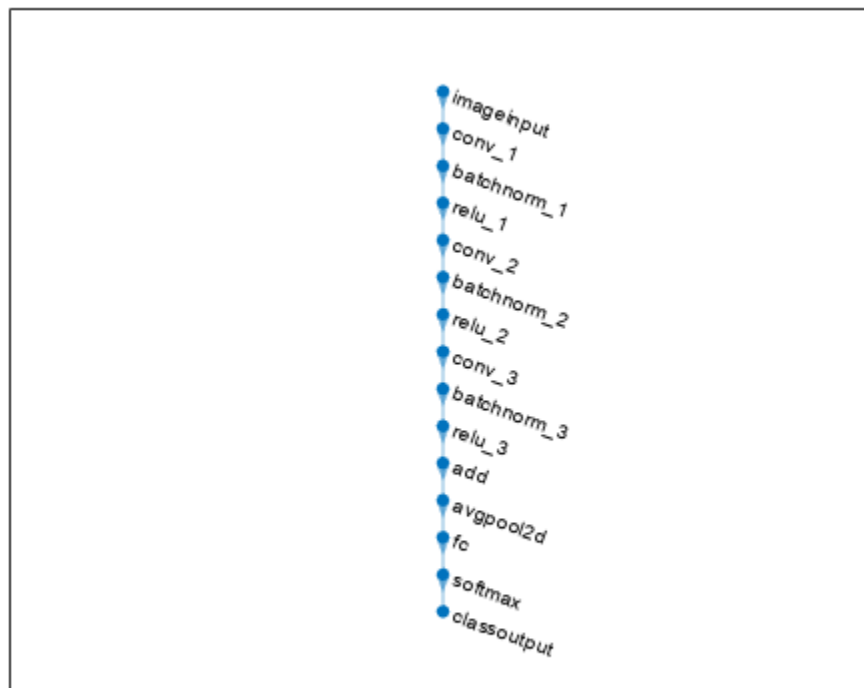 imageinput
conv_1
batchnorm_1
relu_1
conv_2
batchnorm_2
relu_2
conv_3
batchnorm_3
relu_3
add
avgpool2d
fc
softmax
classoutput